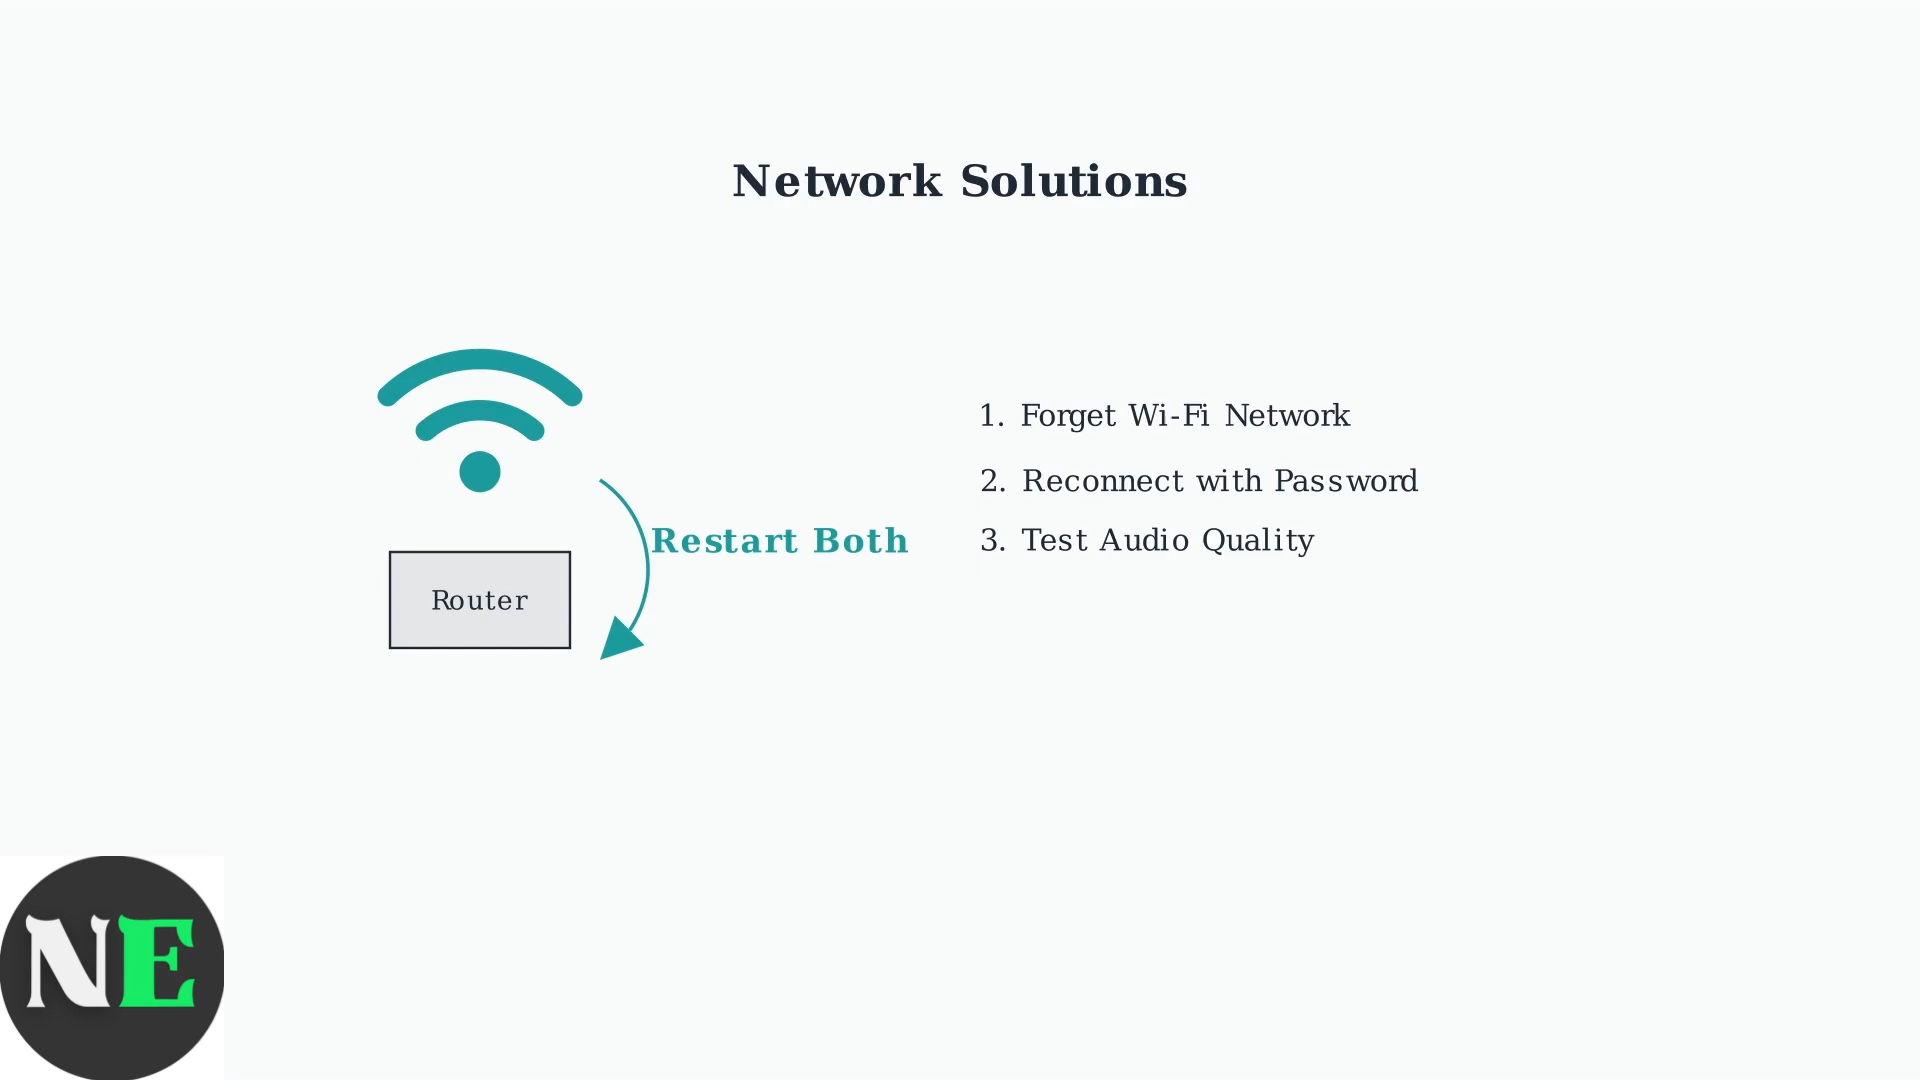 Network Solutions
Router
Restart Both
1. Forget Wi-Fi Network
2. Reconnect with Password
3. Test Audio Quality
NE